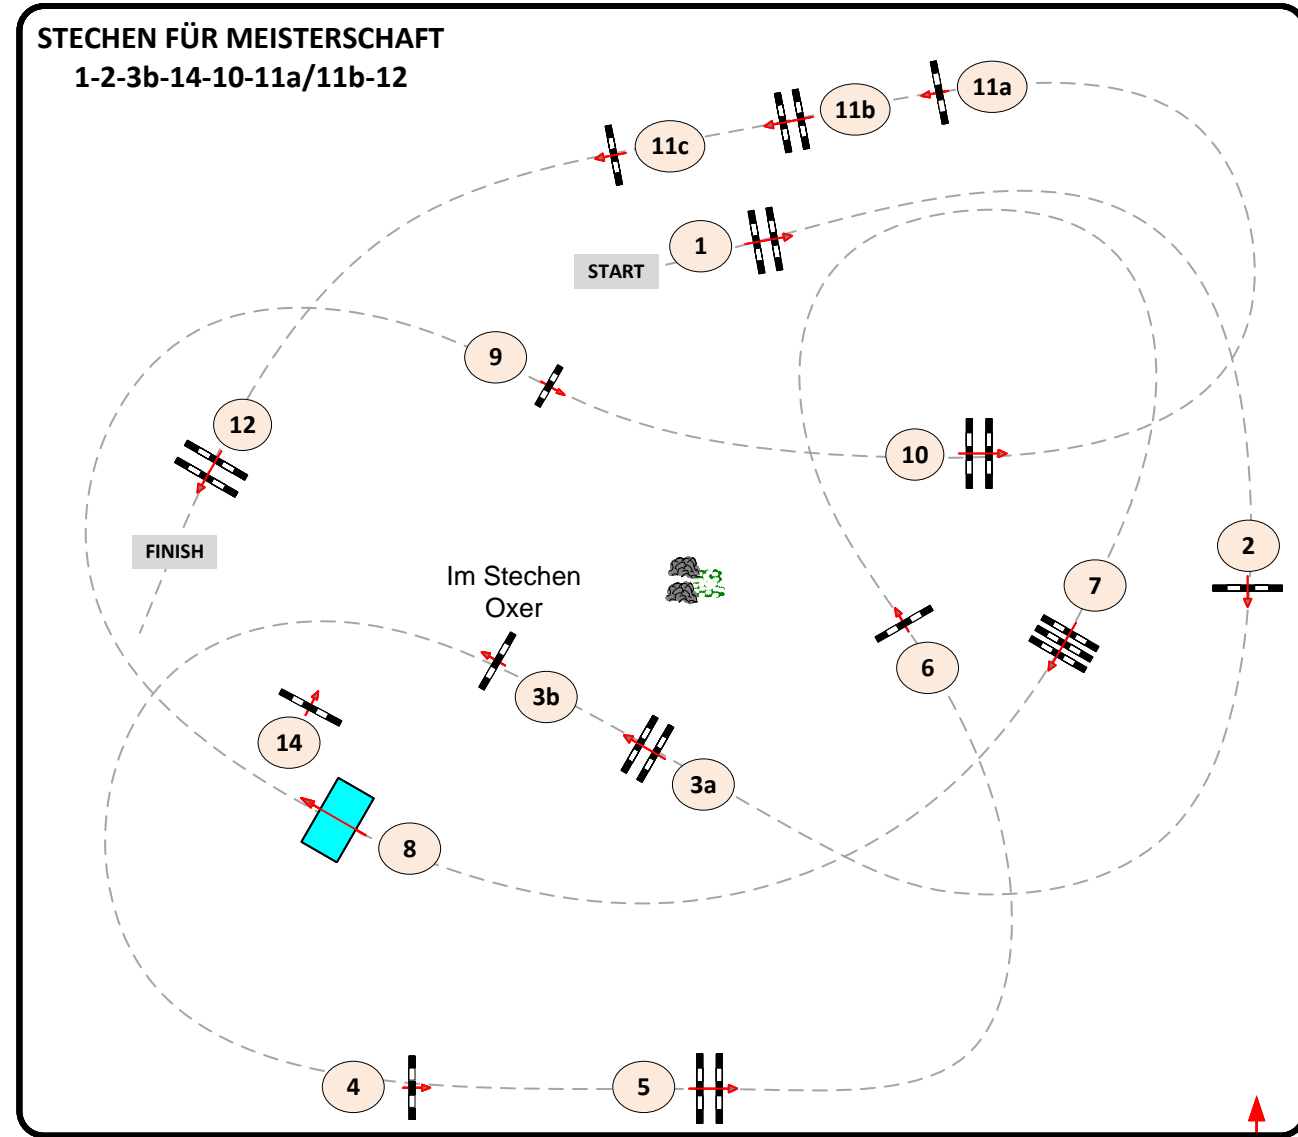 STECHEN FÜR MEISTERSCHAFT
1-2-3b-14-10-11a/11b-12
11a
11b
11c
1
START
9
12
10
2
FINISH
Im Stechen
Oxer
7
6
3b
14
3a
8
4
5